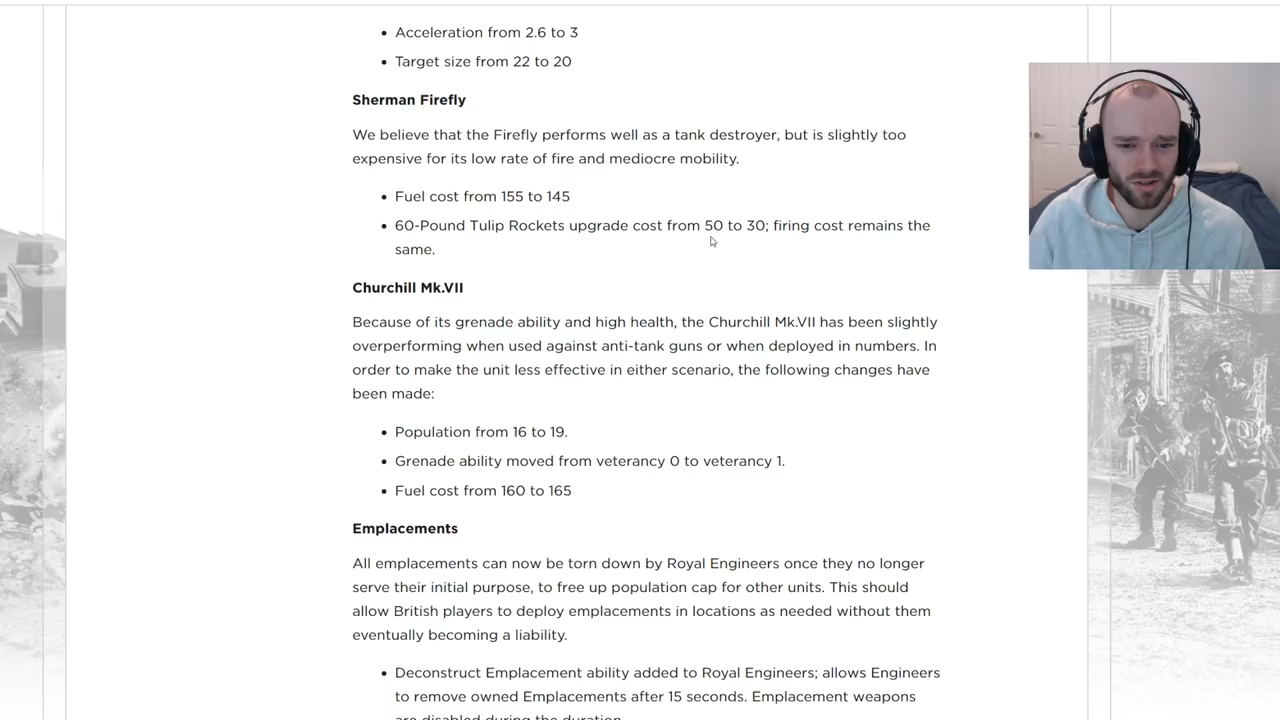 Acceleration from 2.6 to 3
Target size from 22 to 20
Sherman Firefly
We believe that the Firefly performs well as a tank destroyer, but is slightly too
expensive for its low rate of fire and mediocre mobility.
Fuel cost from 155 to 145
60-Pound Tulip Rockets upgrade cost from 50 to 30; firing cost remains the
same.
Churchill Mk.VII
Because of its grenade ability and high health, the Churchill Mk.VII has been slightly
overperforming when used against anti-tank guns or when deployed in numbers. In
order to make the unit less effective in either scenario, the following changes have
been made:
Population from 16 to 19.
Grenade ability moved from veterancy 0 to veterancy 1.
Fuel cost from 160 to 165
Emplacements
All emplacements can now be torn down by Royal Engineers once they no longer
serve their initial purpose, to free up population cap for other units. This should
allow British players to deploy emplacements in locations as needed without them
eventually becoming a liability.
Deconstruct Emplacement ability added to Royal Engineers; allows Engineers
to remove owned Emplacements after 15 seconds. Emplacement weapons
are disabled during the duration.